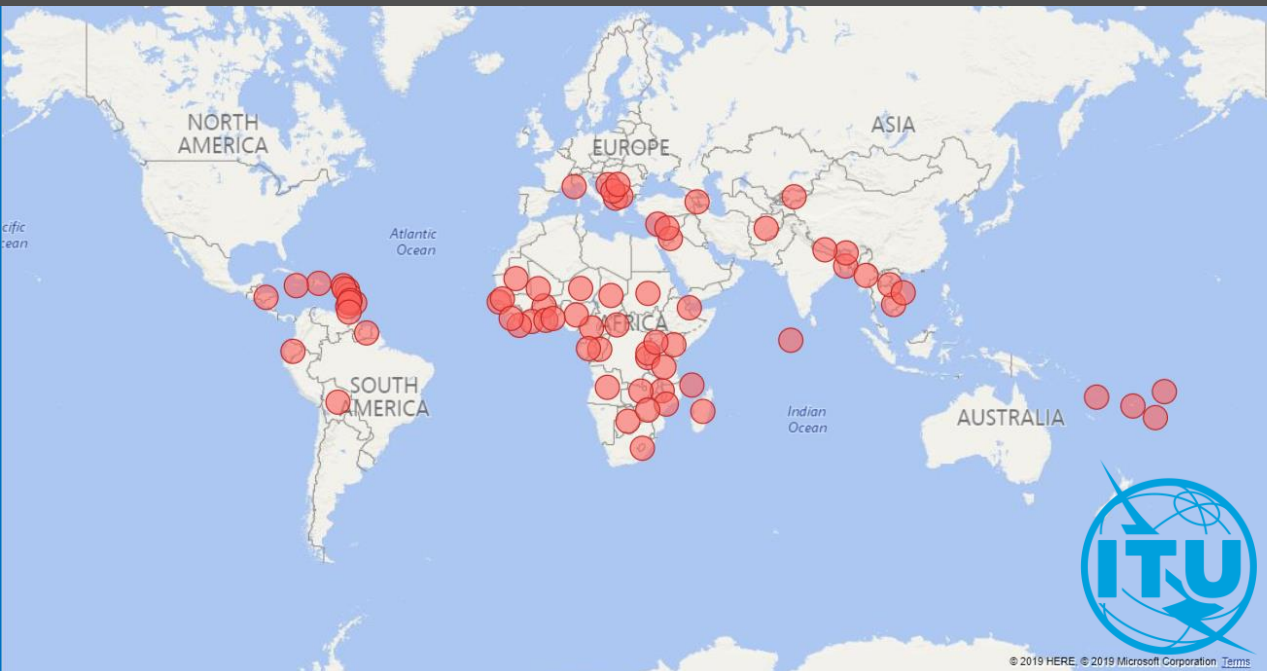 NORTH
AMERICA
EUROPE
ASIA
cific
cean
Atlantic
Ocean
AFRICA
SOUTH
AMERICA
Indian
Ocean
AUSTRALIA
ITU
© 2019 HERE, © 2019 Microsoft Corporation Terms